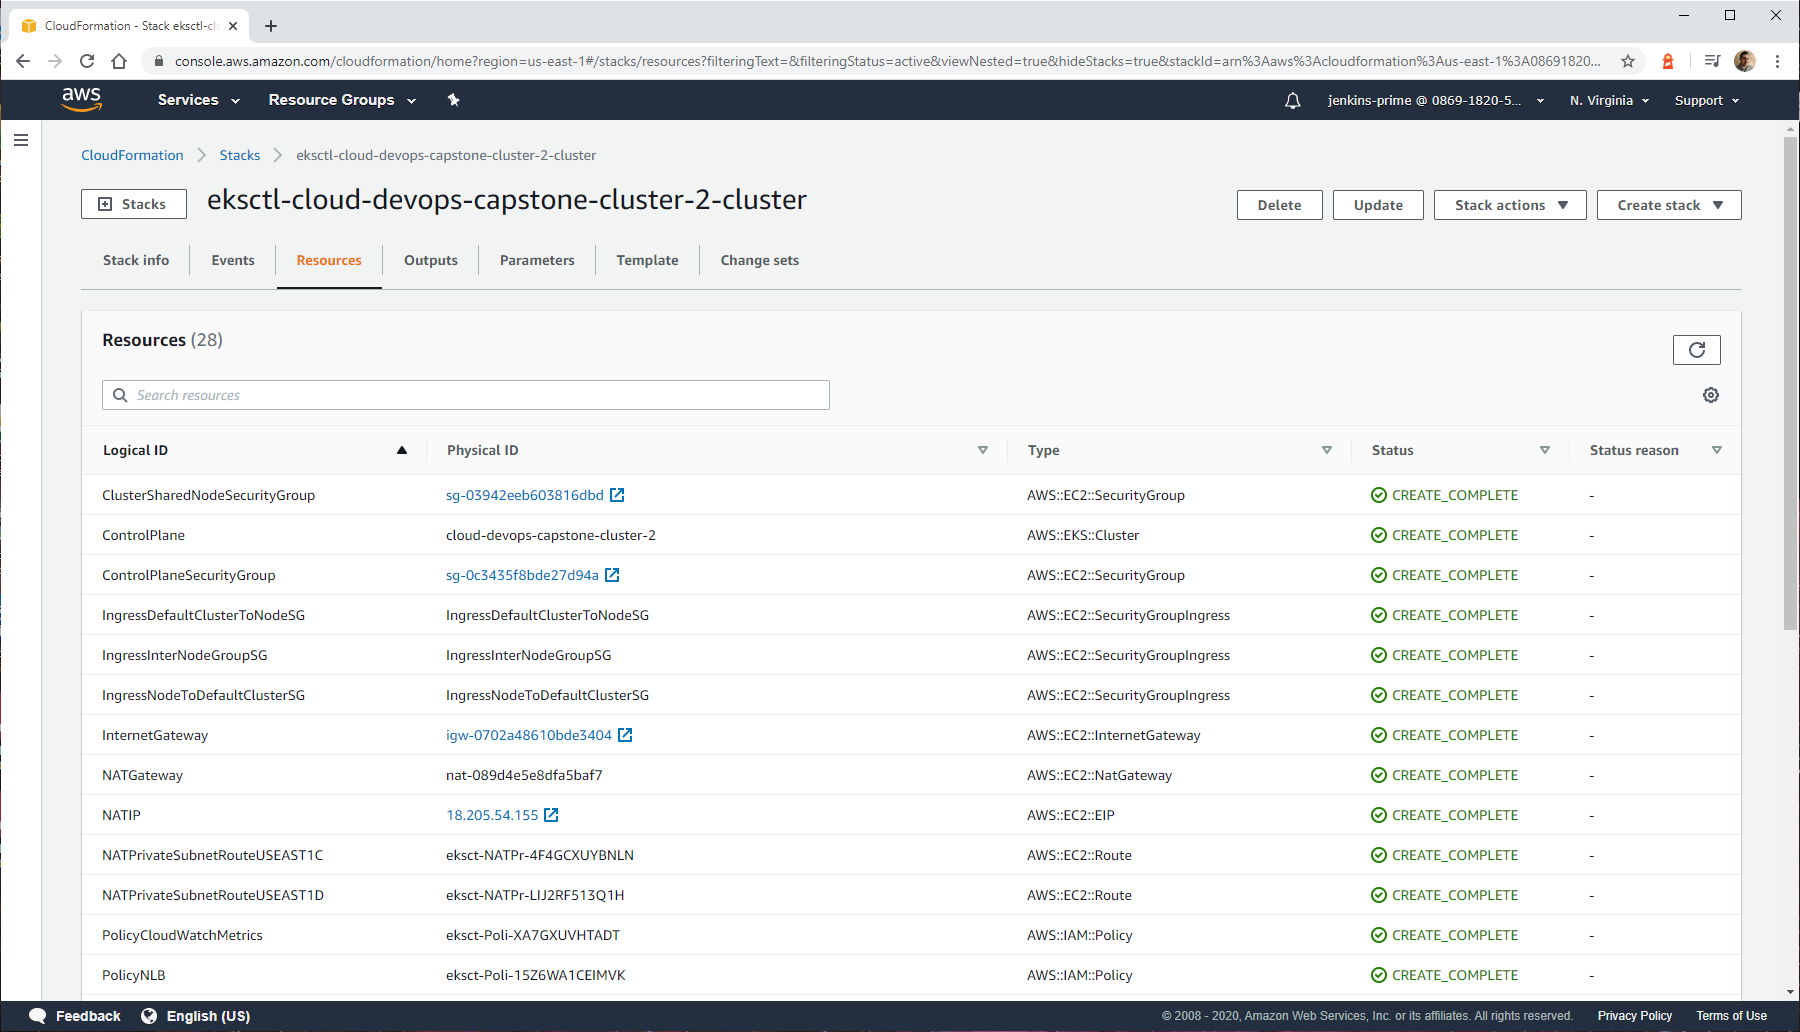 CloudFormation - Stack eksctl-cl
console.aws.amazon.com/cloudformation/home?region=us-east-1#/stacks/resources?filteringText=&filteringStatus=active&viewNested=true&hideStacks=true&stackId=arn%3Aaws%3Acloudformation%3Aus-east-1%3A08691820...
aws Services Resource Groups jenkins-prime @ 0869-1820-5... N. Virginia Support
CloudFormation Stacks eksctl-cloud-devops-capstone-cluster-2-cluster
Stacks eksctl-cloud-devops-capstone-cluster-2-cluster Delete Update Stack actions Create stack
Stack info Events Resources Outputs Parameters Template Change sets
Resources (28)
Search resources
Logical ID Physical ID Type Status Status reason
ClusterSharedNodeSecurityGroup sg-03942eeb603816dbd AWS::EC2::SecurityGroup CREATE_COMPLETE -
ControlPlane cloud-devops-capstone-cluster-2 AWS::EKS::Cluster CREATE_COMPLETE -
ControlPlaneSecurityGroup sg-0c3435f8bde27d94a AWS::EC2::SecurityGroup CREATE_COMPLETE -
IngressDefaultClusterToNodeSG IngressDefaultClusterToNodeSG AWS::EC2::SecurityGroupIngress CREATE_COMPLETE -
IngressInterNodeGroupSG IngressInterNodeGroupSG AWS::EC2::SecurityGroupIngress CREATE_COMPLETE -
IngressNodeToDefaultClusterSG IngressNodeToDefaultClusterSG AWS::EC2::SecurityGroupIngress CREATE_COMPLETE -
InternetGateway igw-0702a48610bde3404 AWS::EC2::InternetGateway CREATE_COMPLETE -
NATGateway nat-089d4e5e8dfa5baf7 AWS::EC2::NatGateway CREATE_COMPLETE -
NATIP 18.205.54.155 AWS::EC2::EIP CREATE_COMPLETE -
NATPrivateSubnetRouteUSEAST1C eksct-NATPr-4F4GCXUYBNLN AWS::EC2::Route CREATE_COMPLETE -
NATPrivateSubnetRouteUSEAST1D eksct-NATPr-LIJ2RF513Q1H AWS::EC2::Route CREATE_COMPLETE -
PolicyCloudWatchMetrics eksct-Poli-XA7GXUVHTADT AWS::IAM::Policy CREATE_COMPLETE -
PolicyNLB eksct-Poli-15Z6WA1CEIMVK AWS::IAM::Policy CREATE_COMPLETE -
Feedback English (US) © 2008 - 2020, Amazon Web Services, Inc. or its affiliates. All rights reserved. Privacy Policy Terms of Use